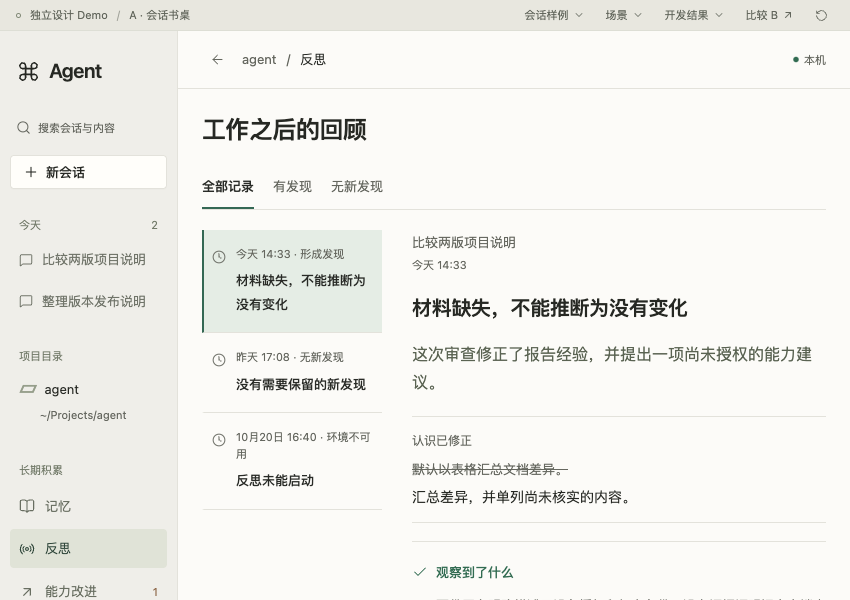 独立设计 Demo / A · 会话书桌
会话样例
场景
开发结果
比较 B
Agent
搜索会话与内容
新会话
今天 2
比较两版项目说明
整理版本发布说明
项目目录
agent
~/Projects/agent
长期积累
记忆
反思
能力改进 1
agent / 反思
本机
工作之后的回顾
全部记录
有发现
无新发现
今天 14:33 · 形成发现
材料缺失，不能推断为
没有变化
昨天 17:08 · 无新发现
没有需要保留的新发现
10月20日 16:40 · 环境不可
用
反思未能启动
比较两版项目说明
今天 14:33
材料缺失，不能推断为没有变化
这次审查修正了报告经验，并提出一项尚未授权的能力建
议。
认识已修正
默认以表格汇总文档差异。
汇总差异，并单列尚未核实的内容。
观察到了什么